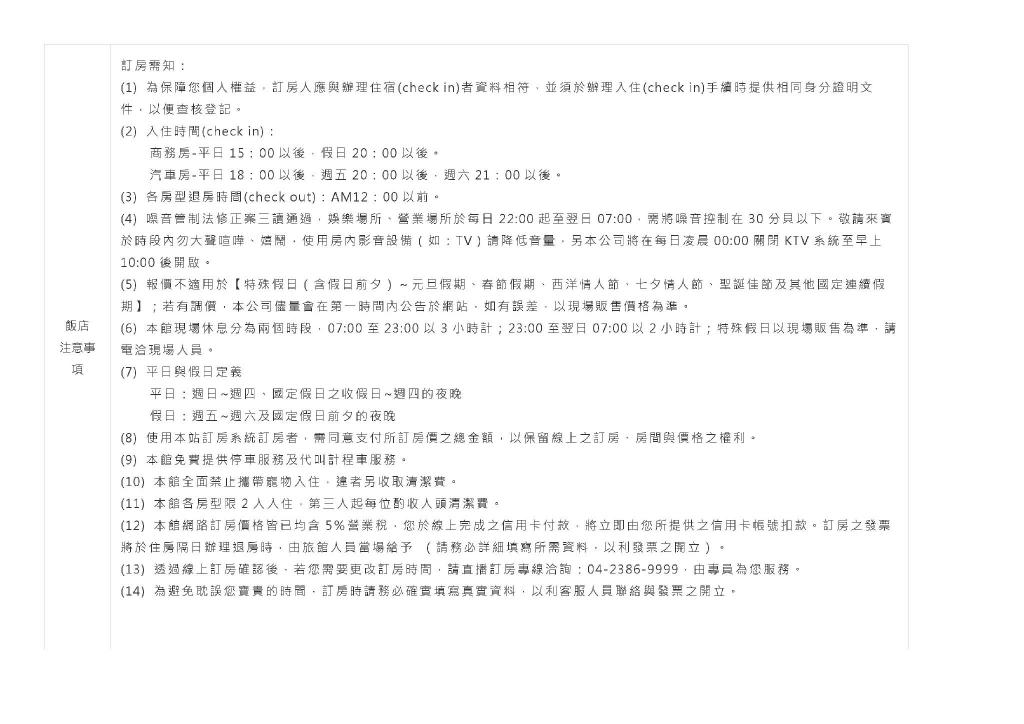 飯店
注意事
項
訂房需知：
(1) 為保障您個人權益，訂房人應與辦理住宿(check in)者資料相符，並須於辦理入住(check in)手續時提供相同身分證明文
件，以便查核登記。
(2) 入住時間(check in)：
商務房-平日 15：00 以後，假日 20：00 以後。
汽車房-平日 18：00 以後，週五 20：00 以後，週六 21：00 以後。
(3) 各房型退房時間(check out)：AM12：00 以前。
(4) 噪音管制法修正案三讀通過，娛樂場所、營業場所於每日 22:00 起至翌日 07:00，需將噪音控制在 30 分貝以下。敬請來賓
於時段內勿大聲喧嘩、嬉鬧，使用房內影音設備（如：TV）請降低音量，另本公司將在每日凌晨 00:00 關閉 KTV 系統至早上
10:00 後開啟。
(5) 報價不適用於【特殊假日（含假日前夕）~元旦假期、春節假期、西洋情人節、七夕情人節、聖誕佳節及其他國定連續假
期】；若有調價，本公司儘量會在第一時間內公告於網站，如有誤差，以現場販售價格為準。
(6) 本館現場休息分為兩個時段，07:00 至 23:00 以 3 小時計；23:00 至翌日 07:00 以 2 小時計；特殊假日以現場販售為準，請
電洽現場人員。
(7) 平日與假日定義
平日：週日~週四、國定假日之收假日~週四的夜晚
假日：週五~週六及國定假日前夕的夜晚
(8) 使用本站訂房系統訂房者，需同意支付所訂房價之總金額，以保留線上之訂房、房間與價格之權利。
(9) 本館免費提供停車服務及代叫計程車服務。
(10) 本館全面禁止攜帶寵物入住，違者另收取清潔費。
(11) 本館各房型限 2 人入住，第三人起每位酌收人頭清潔費。
(12) 本館網路訂房價格皆已均含 5%營業稅，您於線上完成之信用卡付款，將立即由您所提供之信用卡帳號扣款。訂房之發票
將於住房隔日辦理退房時，由旅館人員當場給予 （請務必詳細填寫所需資料，以利發票之開立）。
(13) 透過線上訂房確認後，若您需要更改訂房時間，請直播訂房專線洽詢：04-2386-9999，由專員為您服務。
(14) 為避免耽誤您寶貴的時間，訂房時請務必確實填寫真實資料，以利客服人員聯絡與發票之開立。